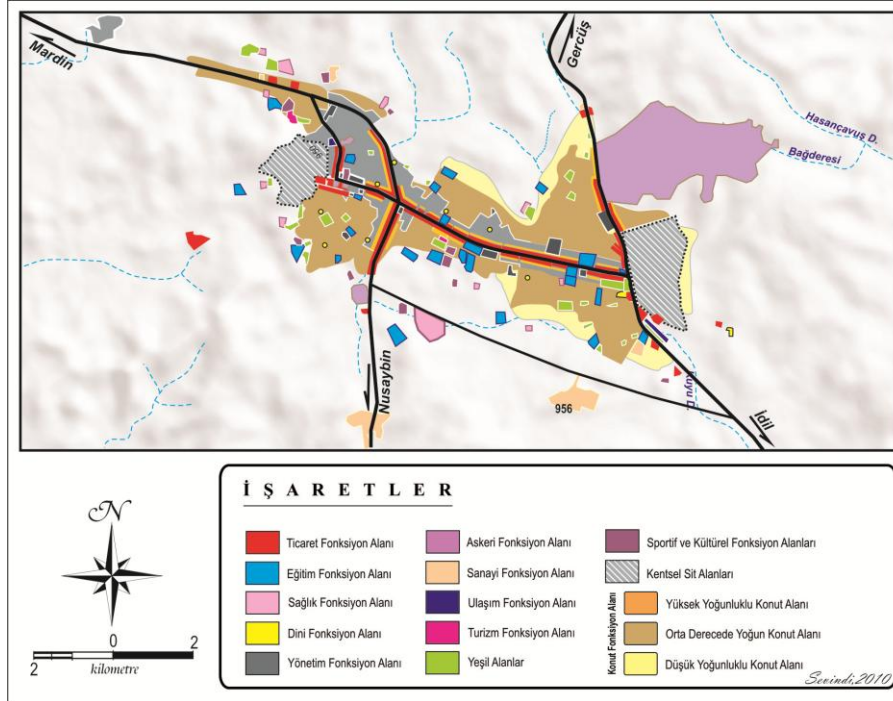 Mardin
Gercüş
Hasançavuş D.
Bağderesi
950
Nusaybin
956
Kuyu D.
İdil
N
0
2
2
kilometre
İ Ş A R E T L E R
Ticaret Fonksiyon Alanı
Eğitim Fonksiyon Alanı
Sağlık Fonksiyon Alanı
Dini Fonksiyon Alanı
Yönetim Fonksiyon Alanı
Askeri Fonksiyon Alanı
Sanayi Fonksiyon Alanı
Ulaşım Fonksiyon Alanı
Turizm Fonksiyon Alanı
Yeşil Alanlar
Sportif ve Kültürel Fonksiyon Alanları
Kentsel Sit Alanları
Konut Fonksiyon Alanı
Yüksek Yoğunluklu Konut Alanı
Orta Derecede Yoğun Konut Alanı
Düşük Yoğunluklu Konut Alanı
Sevindi,2010